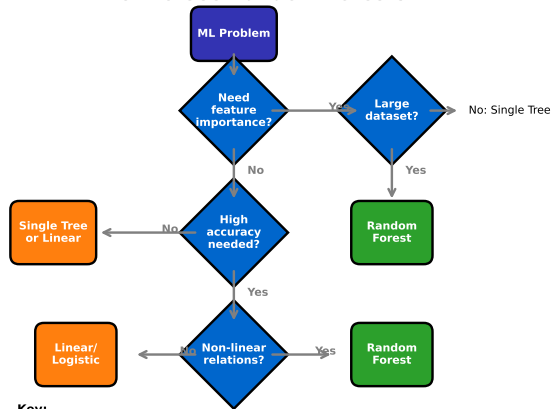 ML Problem
Need
feature
importance?
Yes
Large
dataset?
No: Single Tree
No
Yes
Single Tree
or Linear
No
High
accuracy
needed?
Random
Forest
Yes
Linear/
Logistic
No
Non-linear
relations?
Yes
Random
Forest
Key: